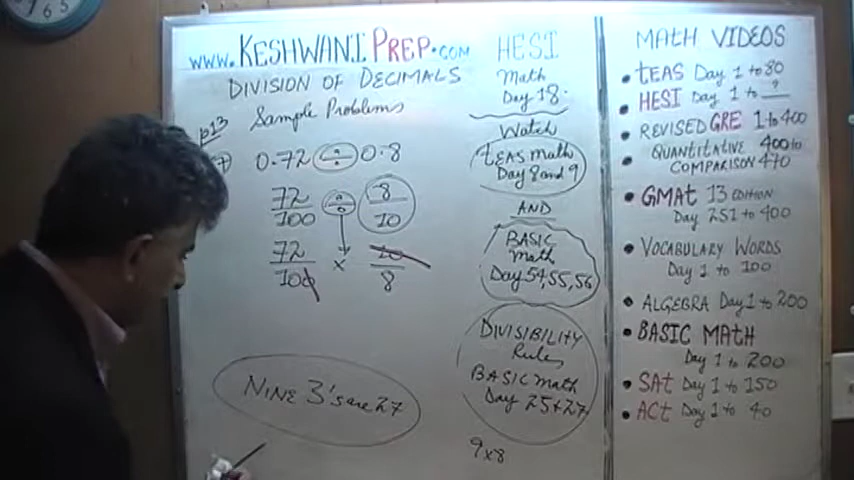 www.KESHWANIPREP.com
DIVISION OF DECIMALS
p13
Sample Problems
0.72 ÷ 0.8
72/100 ÷ 8/10
72/100 × 10/8
NINE 3's are 27
HESI
Math
Day 18.
Watch
TEAS Math
Day 8 and 9
AND
BASIC
Math
Day 54, 55, 56
DIVISIBILITY
Rules
BASIC Math
Day 25 & 27
9x8
MATH VIDEOS
• TEAS Day 1 to 80
• HESI Day 1 to ?
• REVISED GRE 1 to 400
• QUANTITATIVE 400 to
COMPARISON 470
• GMAT 13 EDITION
Day 251 to 400
• VOCABULARY WORDS
Day 1 to 100
• ALGEBRA Day 1 to 200
• BASIC MATH
Day 1 to 200
• SAT Day 1 to 150
• ACT Day 1 to 40